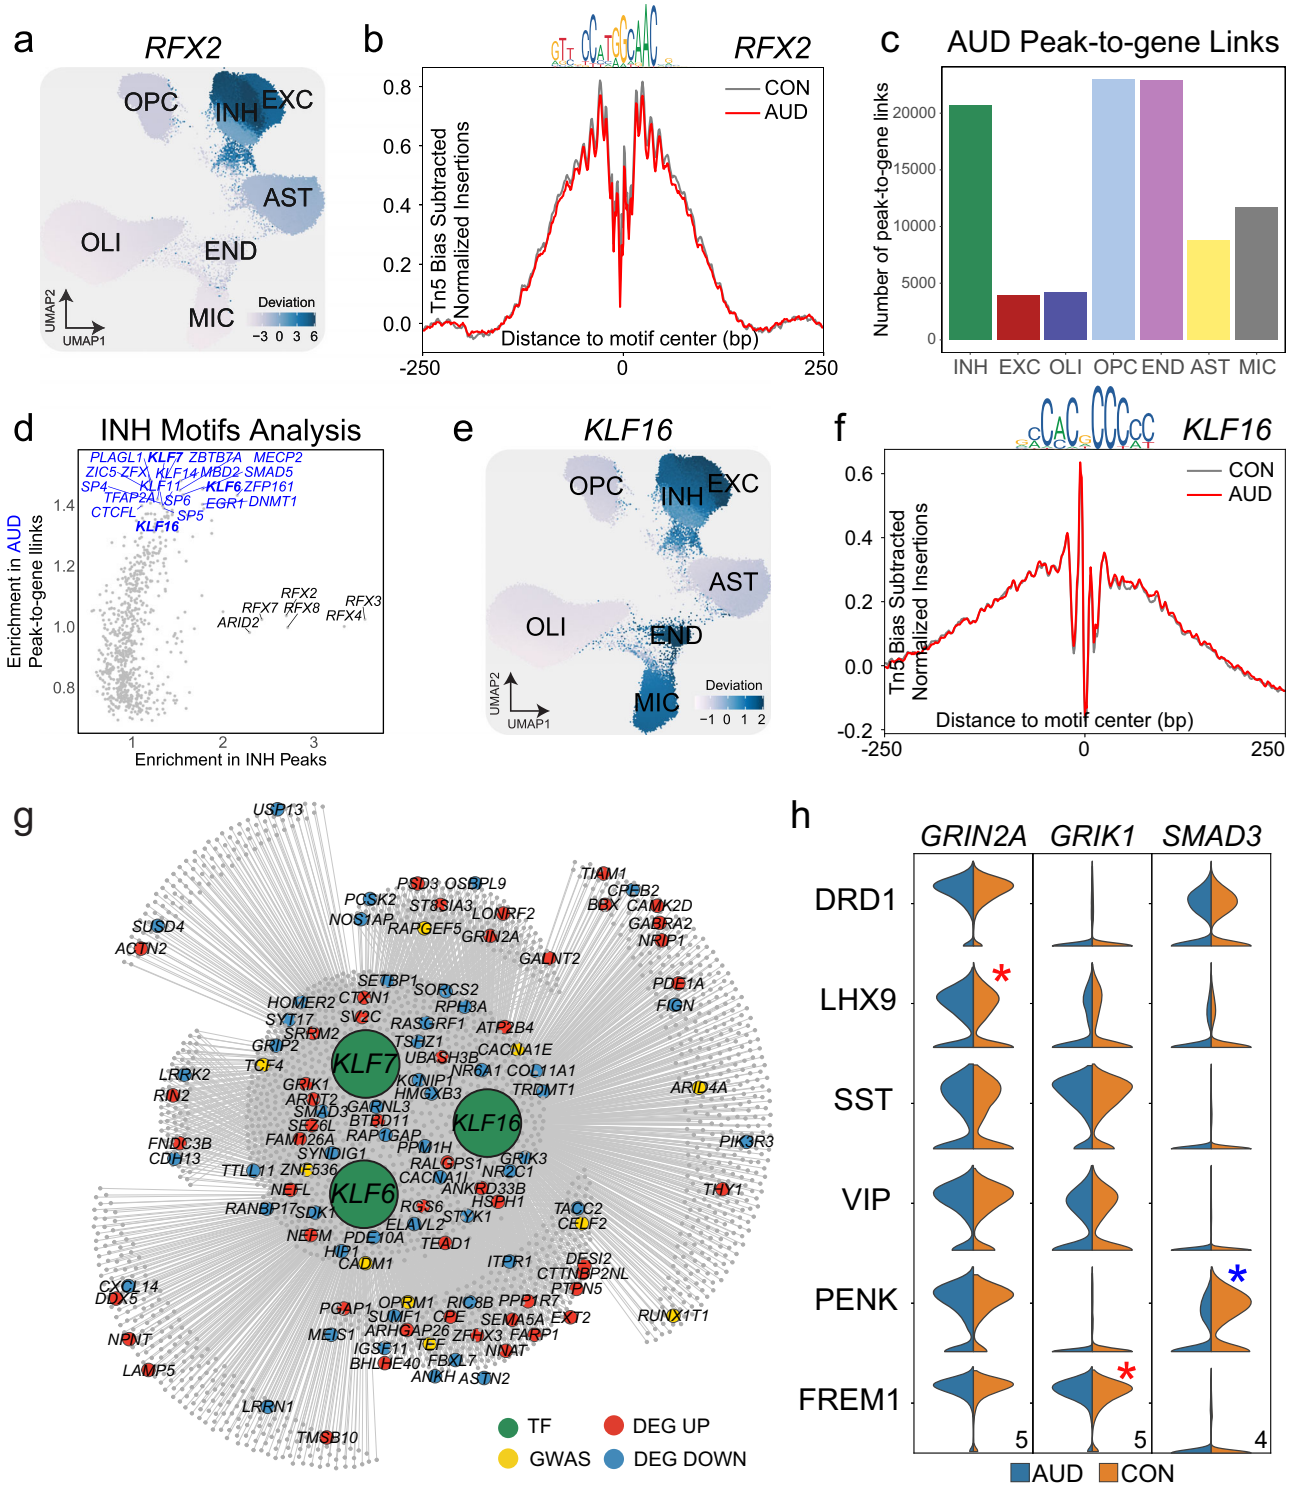 a
RFX2
OPC
INH
EXC
AST
OLI
END
MIC
Deviation
−3 0 3 6
UMAP2
UMAP1
b
RFX2
CON
AUD
Tn5 Bias Subtracted
Normalized Insertions
0.8
0.6
0.4
0.2
0.0
Distance to motif center (bp)
-250
0
250
c
AUD Peak-to-gene Links
Number of peak-to-gene links
20000
15000
10000
5000
0
INH EXC OLI OPC END AST MIC
d
INH Motifs Analysis
PLAGL1 KLF7 ZBTB7A MECP2
ZIC5 ZFX KLF14 MBD2 SMAD5
SP4 KLF11 KLF6 ZFP161
TFAP2A SP6 EGR1 DNMT1
CTCFL SP5
KLF16
RFX2
RFX7 RFX8 RFX3
ARID2 RFX4
1.4
1.2
1.0
0.8
1 2 3
Enrichment in AUD
Peak-to-gene llinks
Enrichment in INH Peaks
e
KLF16
OPC
INH
EXC
AST
OLI
END
MIC
Deviation
−1 0 1 2
UMAP2
UMAP1
f
KLF16
CON
AUD
Tn5 Bias Subtracted
Normalized Insertions
0.6
0.4
0.2
0.0
-0.2
Distance to motif center (bp)
-250
0
250
g
USP13
PSD3 OSBPL9
PCSK2
ST8SIA3
NOS1AP
LONRF2
RAPGEF5
GRIN2A
TIAM1
CPEB2
BBX CAMK2D
GABRA2
NRIP1
SUSD4
ACTN2
GALNT2
PDE1A
FIGN
SETBP1
SORCS2
HOMER2 CTXN1
RPH3A
SYT17 SV2C
RASGRF1
SRRM2
ATP2B4
GRIP2
TSHZ1
CACNA1E
KLF7
UBASH3B
TCF4
NR6A1 COL11A1
LRRK2
KCNIP1
TRDMT1
GRIK1
HMGXB3
RIN2
ARNT2
GARNL3
ARID4A
SMAD3
BTBD11
KLF16
SEZ6L
RAP1GAP
FAM126A
PPM1H
FNDC3B
SYNDIG1
PIK3R3
CDH13
RALGPS1
GRIK3
TTLL11 ZNF536
CACNA1I
NR2C1
NEFL
KLF6
ANKRD33B
THY1
HSPH1
RANBP17 SDK1
RGS6
STYK1
TACC2
ELAVL2
CELF2
NEFM
PDE10A
TEAD1
HIP1
CADM1
ITPR1
DESI2
CTTNBP2NL
PTPN5
CXCL14
DDX5
OPRM1 RIC8B PPP1R7
PGAP1
SUMF1 CPE SEMA5A EXT2
RUNX1T1
MEIS1 ARHGAP26 ZFHX3 FARP1
NPNT
IGSF11 TEF
NNAT
BHLHE40 FBXL7
LAMP5
ANKH ASTN2
LRRN1
TMSB10
TF
DEG UP
GWAS
DEG DOWN
h
GRIN2A GRIK1 SMAD3
DRD1
LHX9
*
SST
VIP
PENK
*
FREM1
*
5
5
4
AUD CON